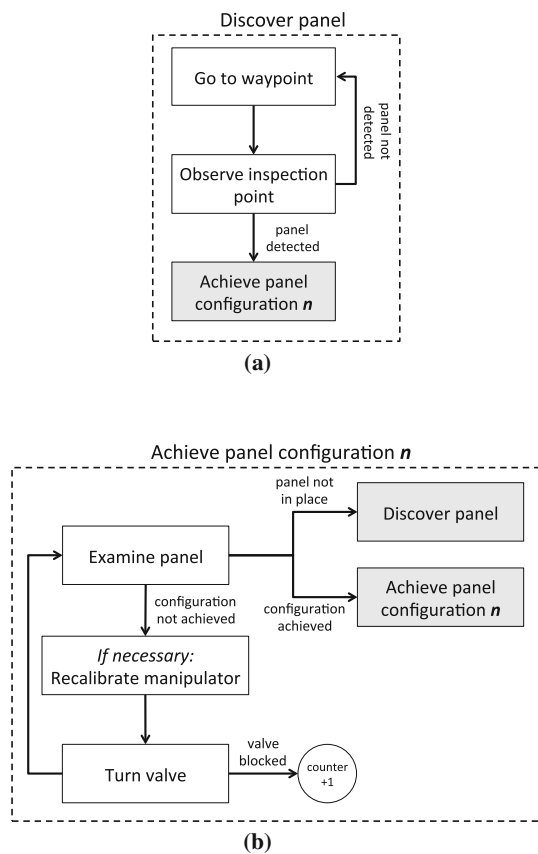 Discover panel
Go to waypoint
panel not
detected
Observe inspection
point
panel
detected
Achieve panel
configuration n
(a)
Achieve panel configuration n
panel not
in place
Discover panel
Examine panel
Achieve panel
configuration n
configuration
not achieved
configuration
achieved
If necessary:
Recalibrate manipulator
Turn valve
valve
blocked
counter
+1
(b)